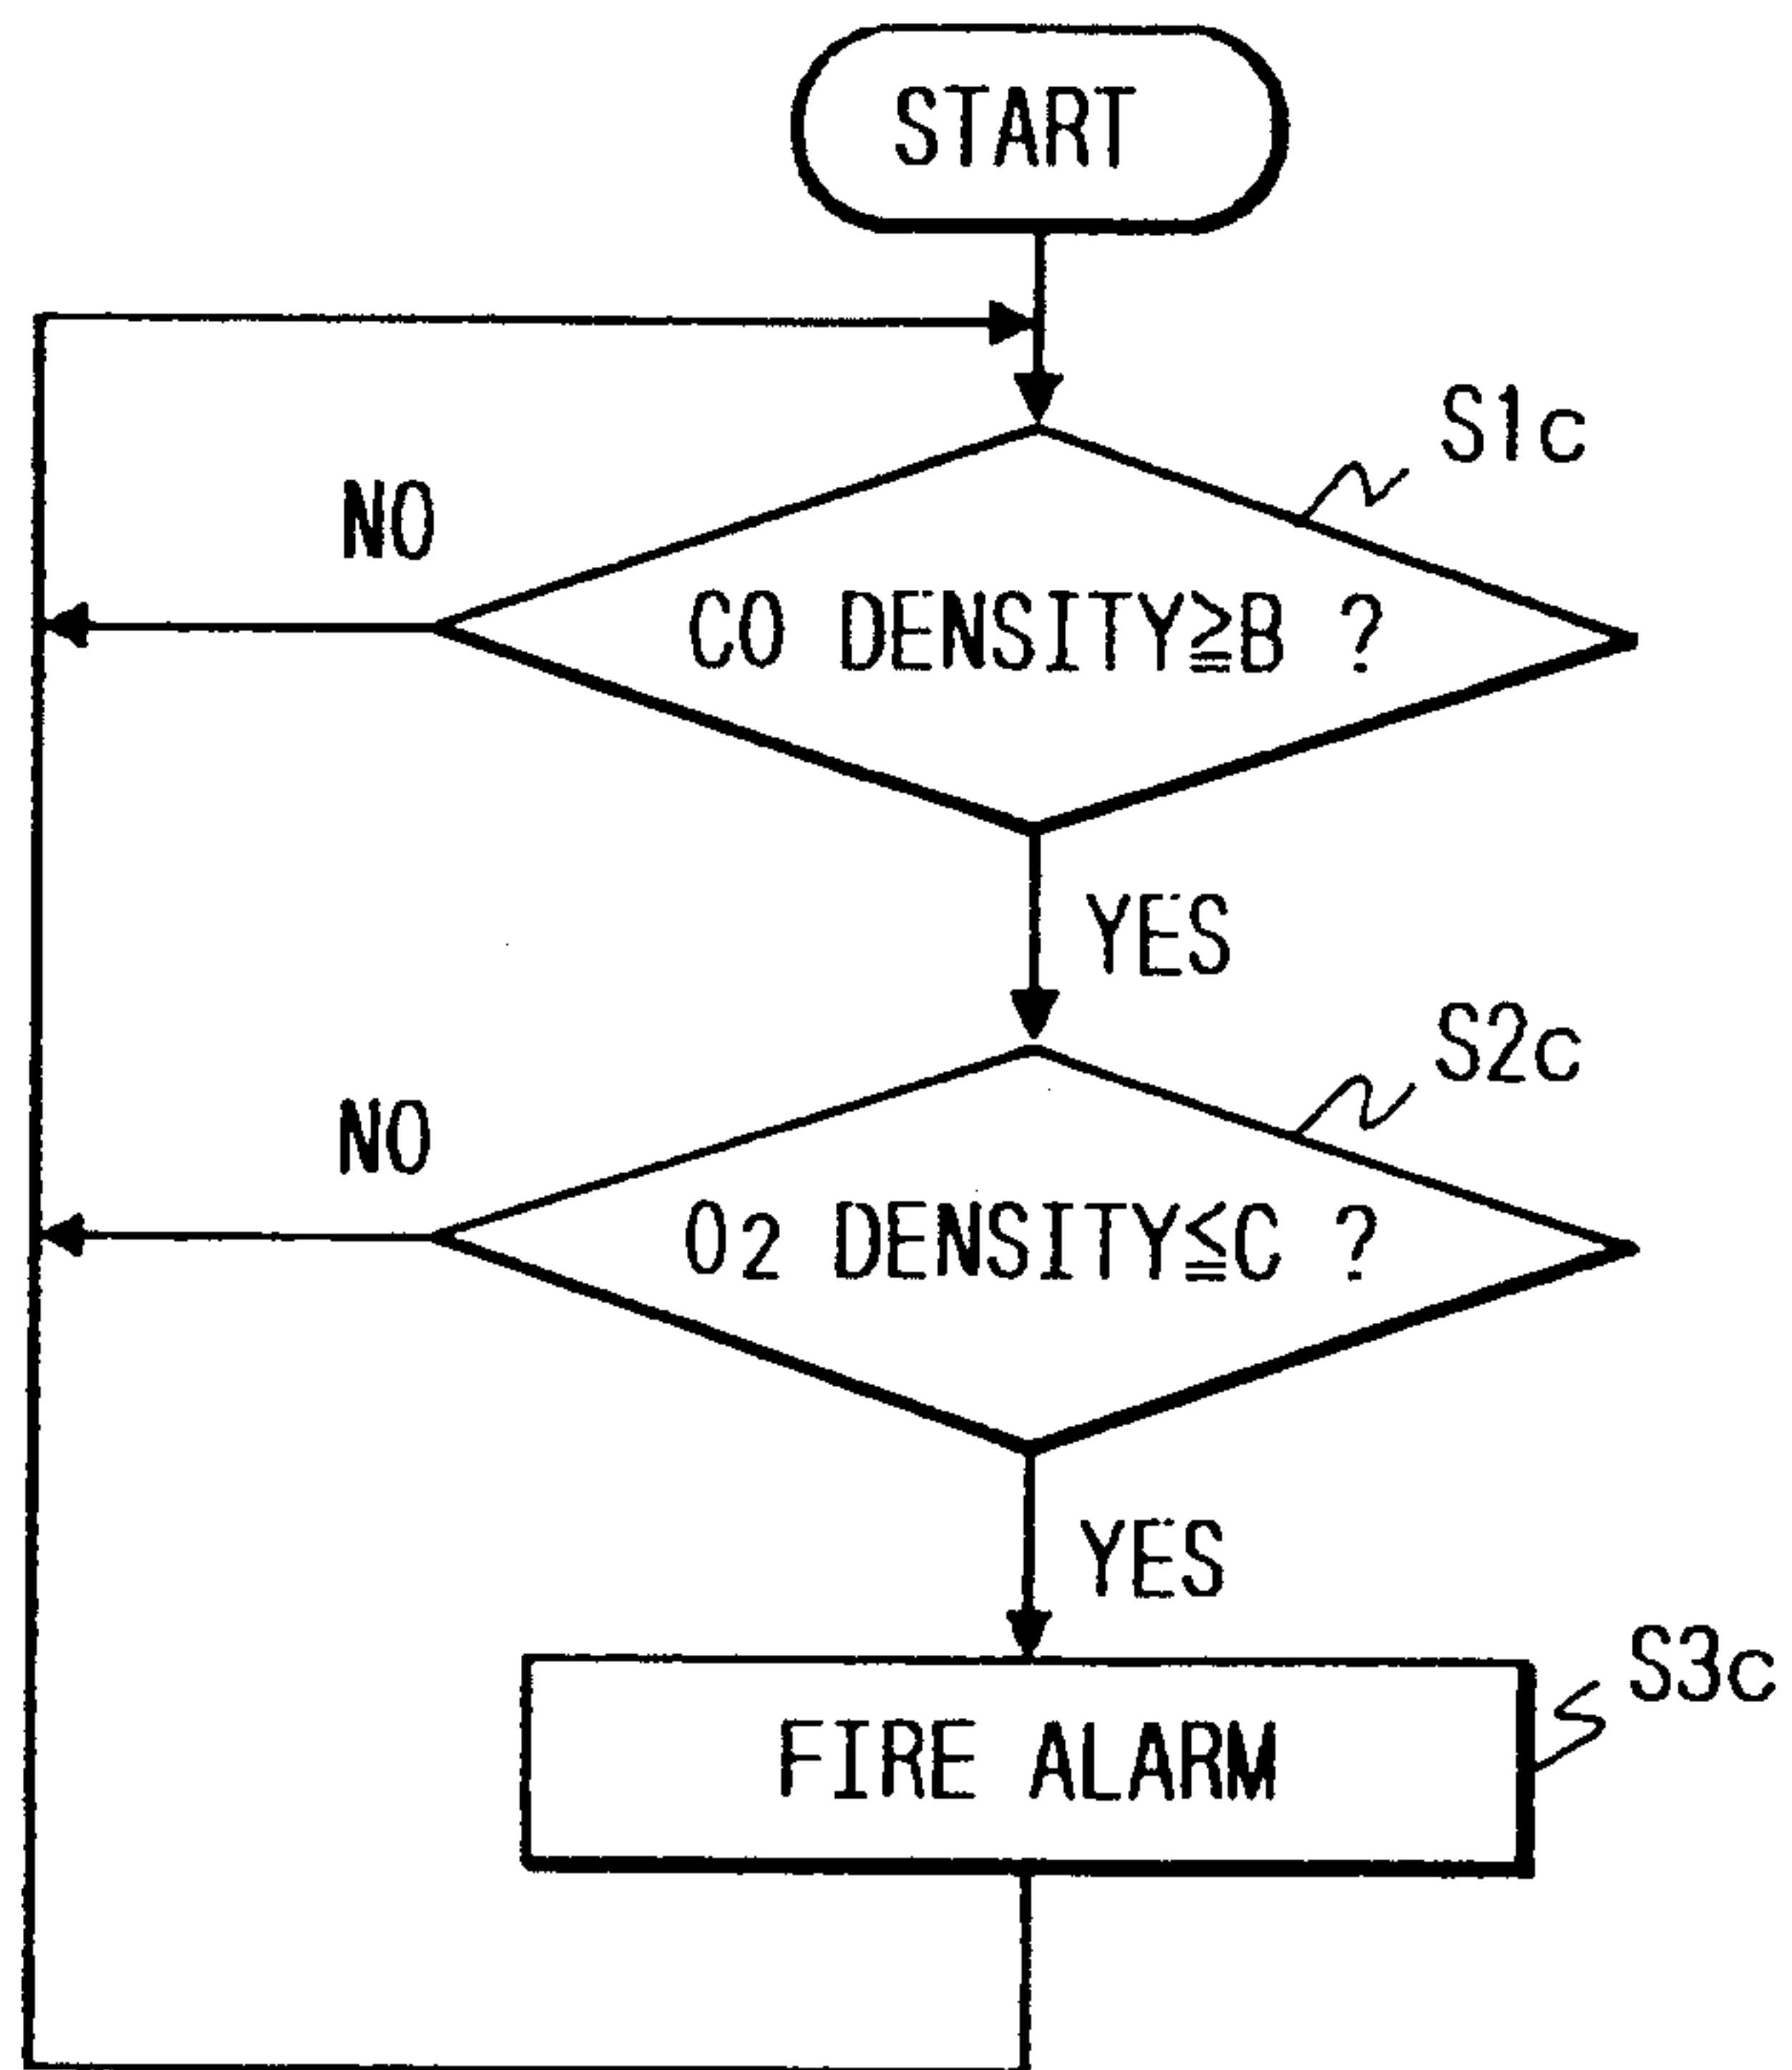 START
S1c
NO
CO DENSITY≧B ?
YES
S2c
NO
O2 DENSITY≦C ?
YES
S3c
FIRE ALARM